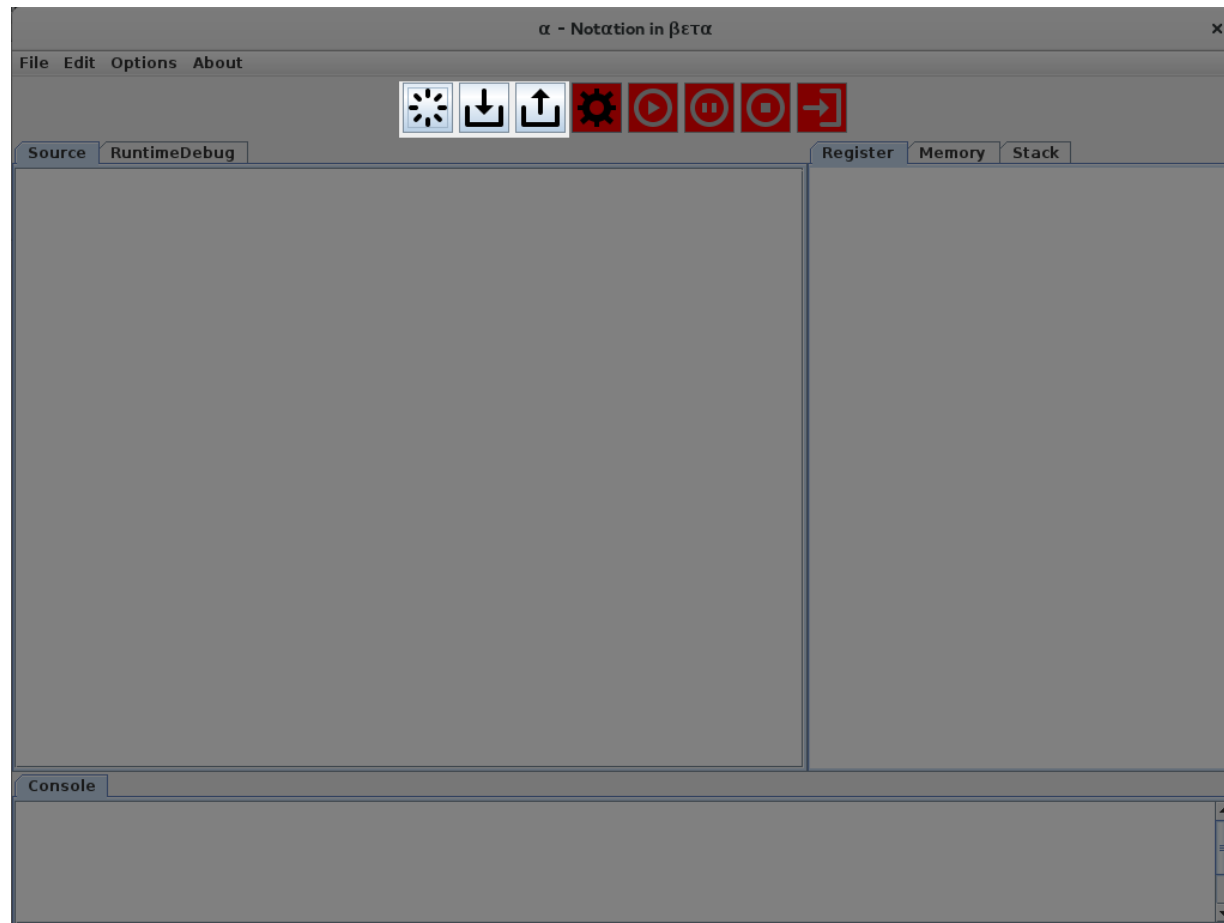 α - Notαtion in βετα
File Edit Options About
Source RuntimeDebug
Register Memory Stack
Console